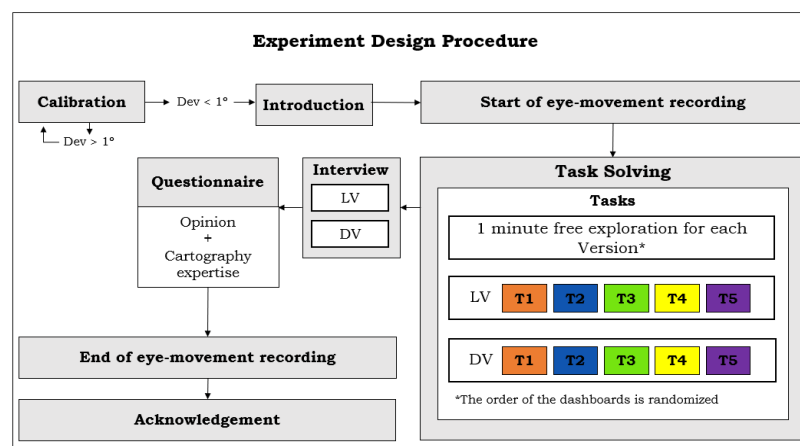 Experiment Design Procedure
Calibration
Dev < 1°
Introduction
Start of eye-movement recording
Dev > 1°
Task Solving
Tasks
1 minute free exploration for each
Version*
LV T1 T2 T3 T4 T5
DV T1 T2 T3 T4 T5
*The order of the dashboards is randomized
Interview
LV
DV
Questionnaire
Opinion
+
Cartography
expertise
End of eye-movement recording
Acknowledgement